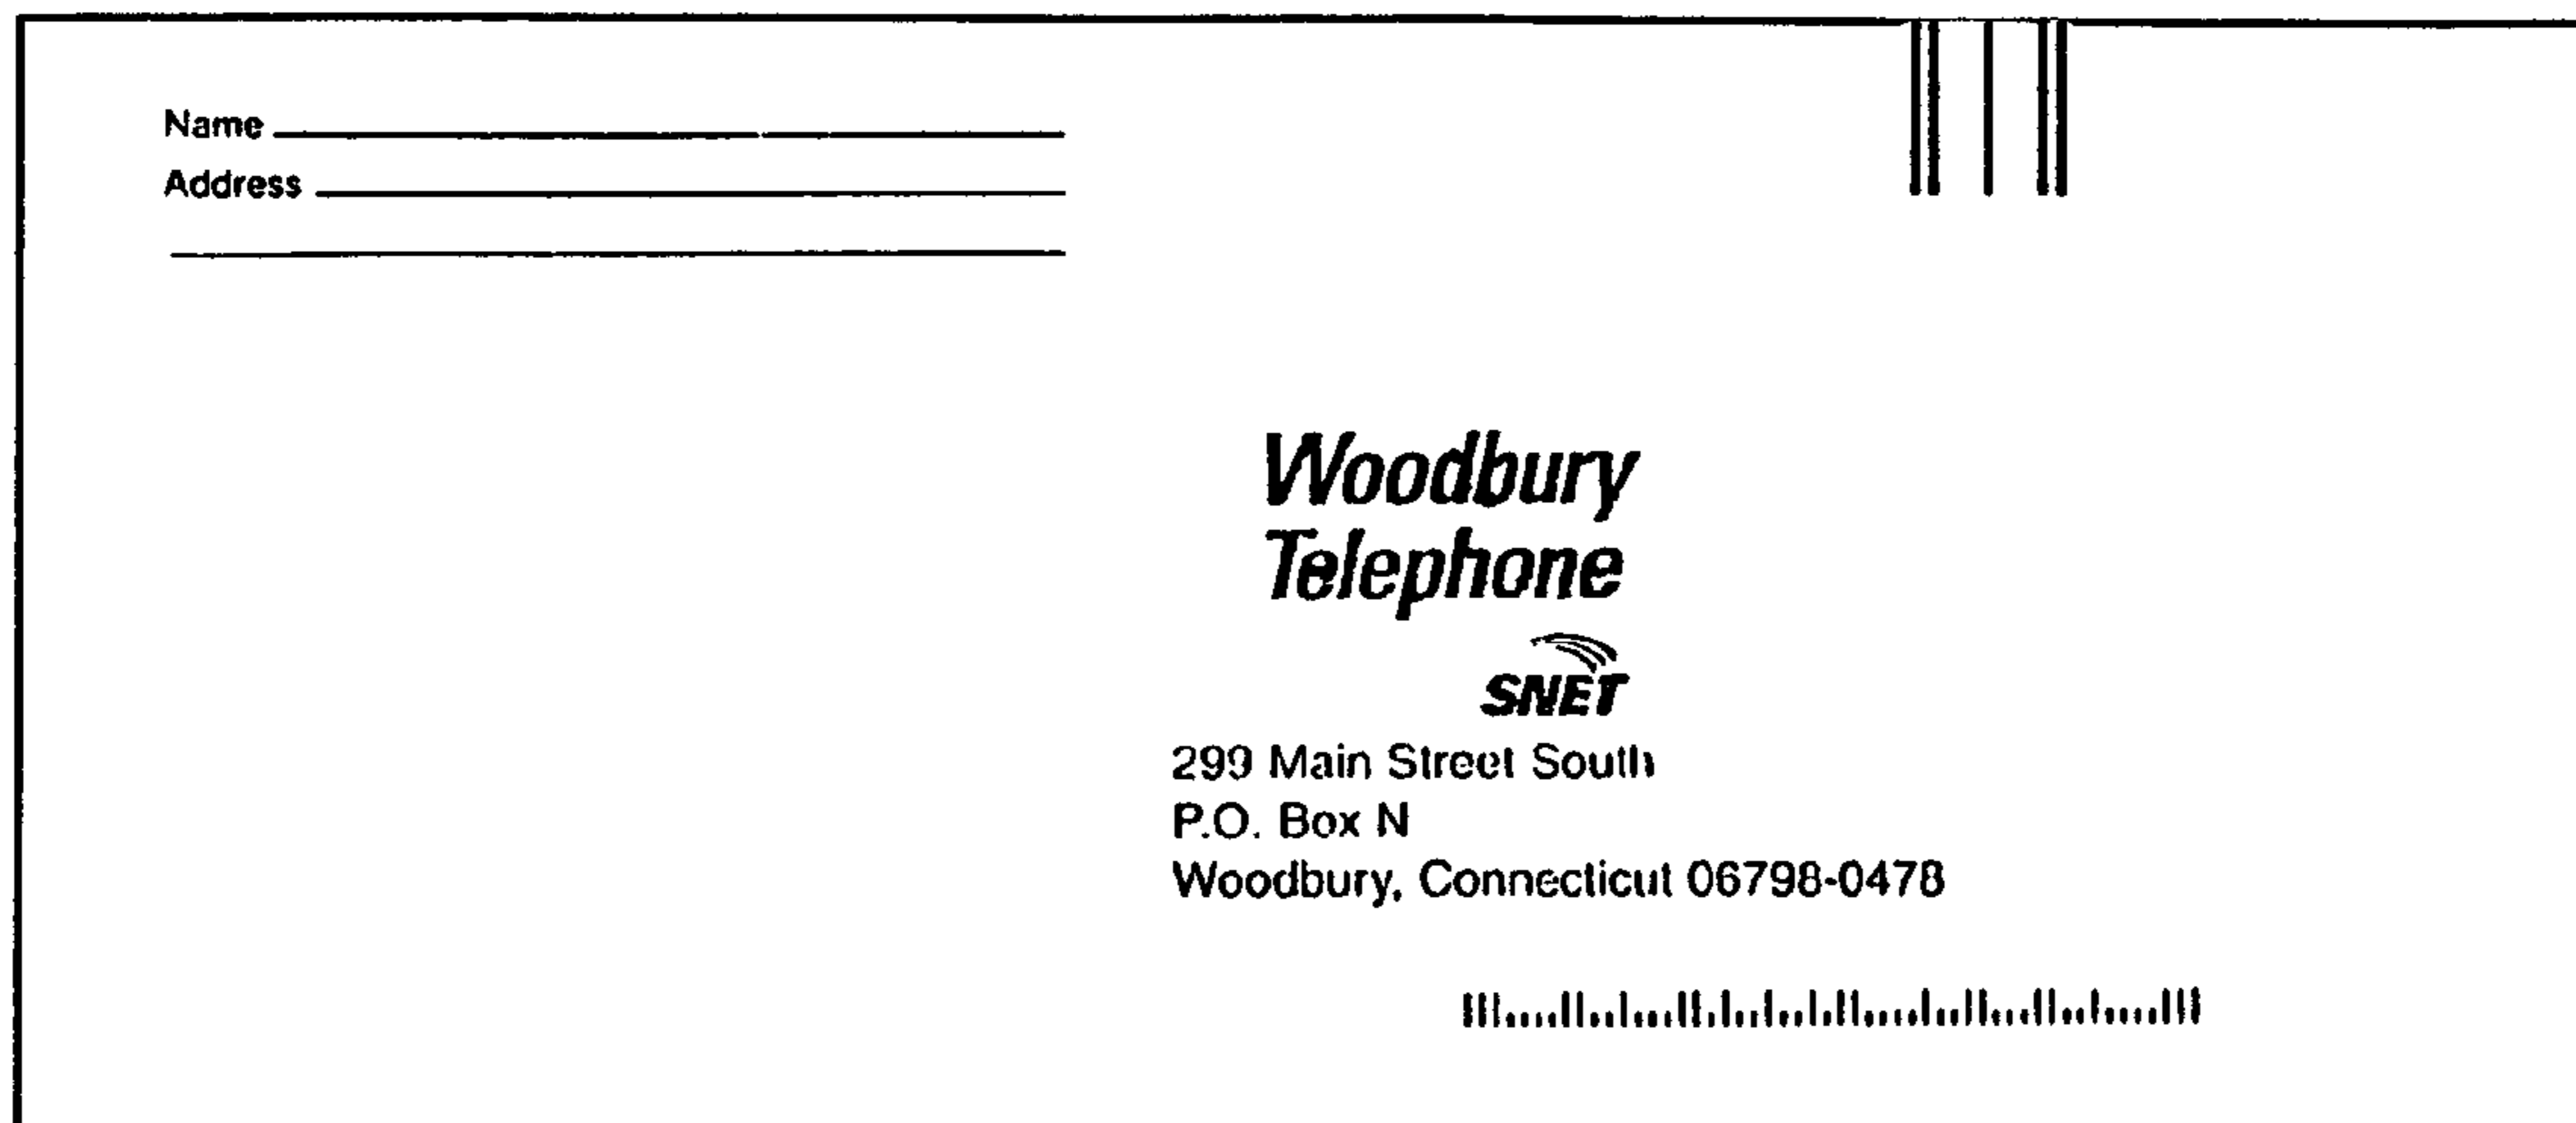 Name
Address
Woodbury
Telephone
SNET
299 Main Street South
P.O. Box N
Woodbury, Connecticut 06798-0478